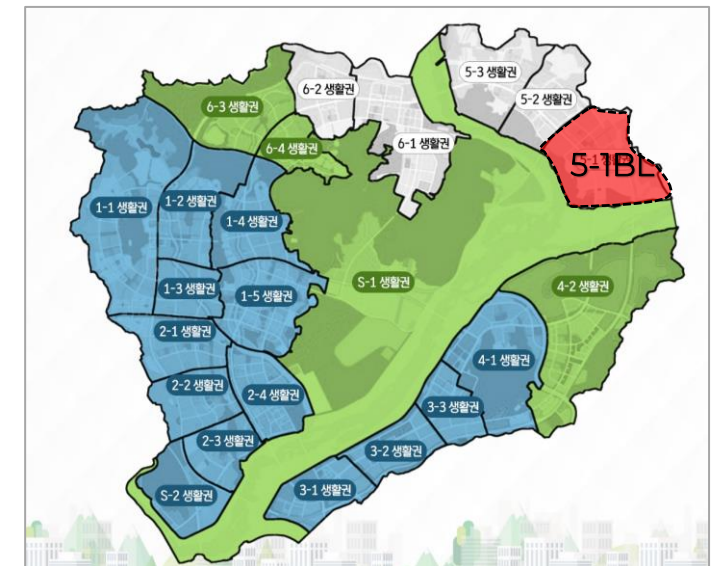 5-3 생활권
6-2 생활권
5-2 생활권
6-3 생활권
6-1 생활권
6-4 생활권
5-1BL
1-2 생활권
1-1 생활권
1-4 생활권
S-1 생활권
4-2 생활권
1-3 생활권
1-5 생활권
2-1 생활권
4-1 생활권
2-2 생활권
2-4 생활권
3-3 생활권
2-3 생활권
3-2 생활권
3-1 생활권
S-2 생활권